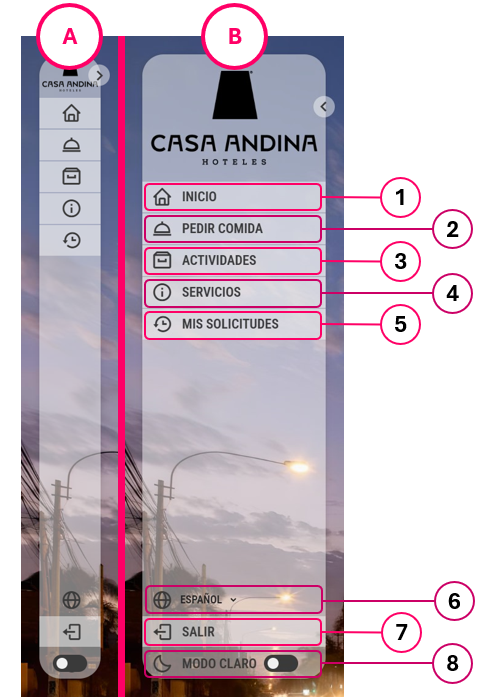 A
B
CASA ANDINA
HOTELES
CASA ANDINA
HOTELES
INICIO
1
PEDIR COMIDA
2
ACTIVIDADES
3
SERVICIOS
4
MIS SOLICITUDES
5
ESPAÑOL
6
SALIR
7
MODO CLARO
8